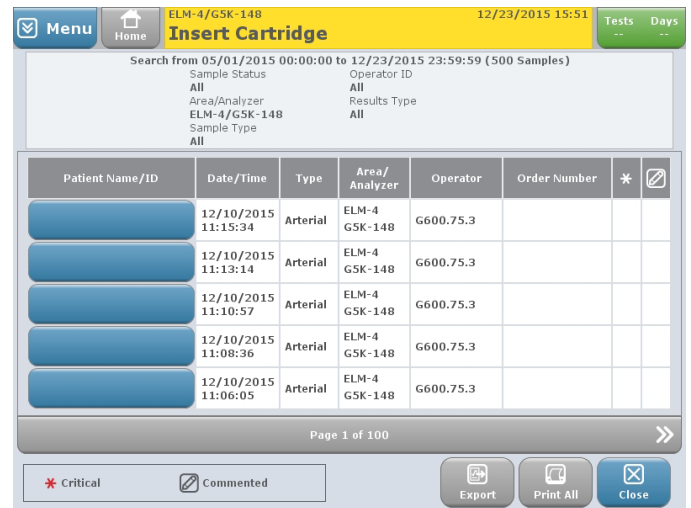 Menu
Home
ELM-4/G5K-148
12/23/2015 15:51
Insert Cartridge
Tests Days
-- --
Search from 05/01/2015 00:00:00 to 12/23/2015 23:59:59 (500 Samples)
Sample Status
All
Operator ID
All
Area/Analyzer
ELM-4/G5K-148
Results Type
All
Sample Type
All
Patient Name/ID Date/Time Type Area/ Analyzer Operator Order Number *
12/10/2015 11:15:34 Arterial ELM-4 G5K-148 G600.75.3
12/10/2015 11:13:14 Arterial ELM-4 G5K-148 G600.75.3
12/10/2015 11:10:57 Arterial ELM-4 G5K-148 G600.75.3
12/10/2015 11:08:36 Arterial ELM-4 G5K-148 G600.75.3
12/10/2015 11:06:05 Arterial ELM-4 G5K-148 G600.75.3
Page 1 of 100
* Critical
Commented
Export
Print All
Close